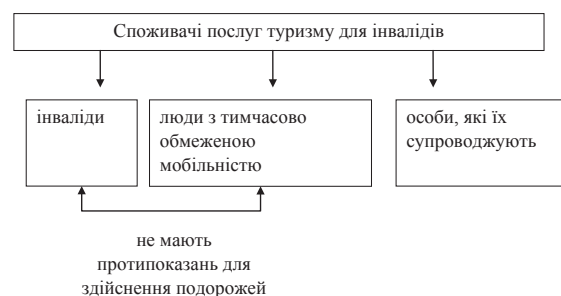 Споживачі послуг туризму для інвалідів
інваліди
люди з тимчасово
обмеженою
мобільністю
особи, які їх
супроводжують
не мають
протипоказань для
здійснення подорожей